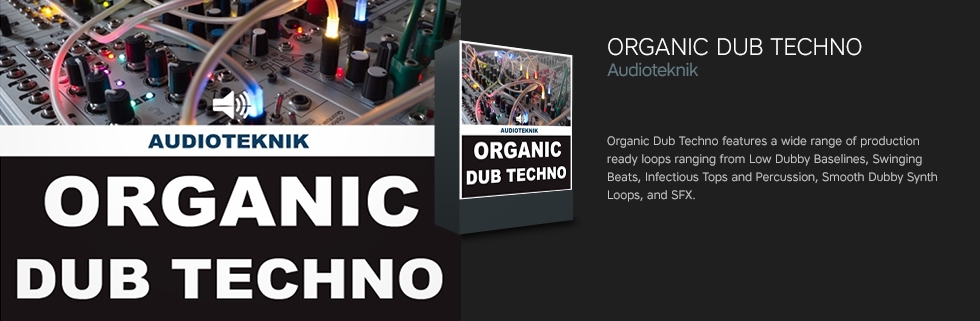 AUDIOTEKNIK
ORGANIC
DUB TECHNO
AUDIOTEKNIK
ORGANIC
DUB TECHNO
ORGANIC DUB TECHNO
Audioteknik
Organic Dub Techno features a wide range of production
ready loops ranging from Low Dubby Baselines, Swinging
Beats, Infectious Tops and Percussion, Smooth Dubby Synth
Loops, and SFX.